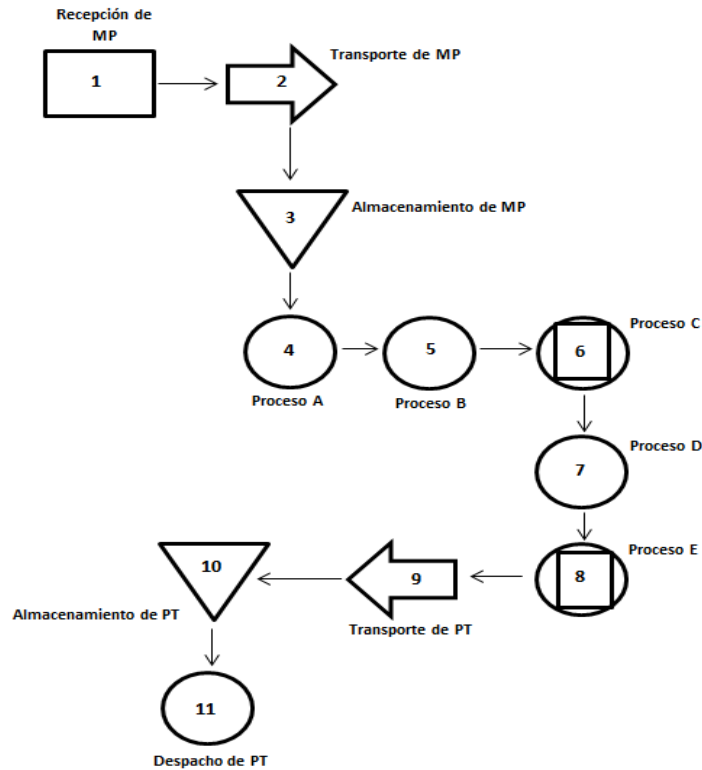 Recepción de
MP
1
2
Transporte de MP
3
Almacenamiento de MP
4
Proceso A
5
Proceso B
6
Proceso C
7
Proceso D
8
Proceso E
9
Transporte de PT
10
Almacenamiento de PT
11
Despacho de PT